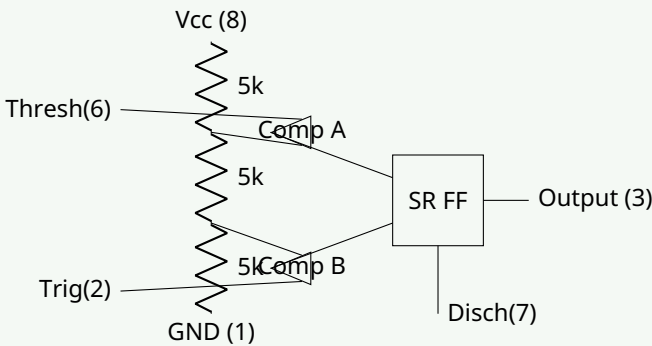 Vcc (8)
5k
Thresh(6)
Comp A
5k
SR FF
Output (3)
5k
Comp B
Trig(2)
Disch(7)
GND (1)